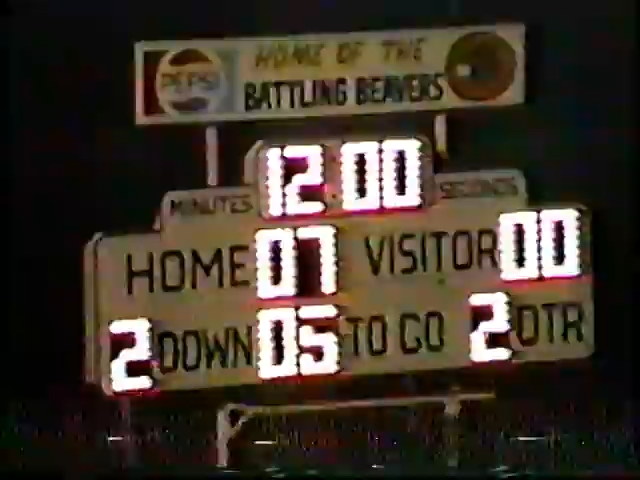 PEPSI
HOME OF THE
BATTLING BEAVERS
MINUTES 12:00 SECONDS
HOME 07 VISITOR 00
2 DOWN 05 TO GO 2 QTR